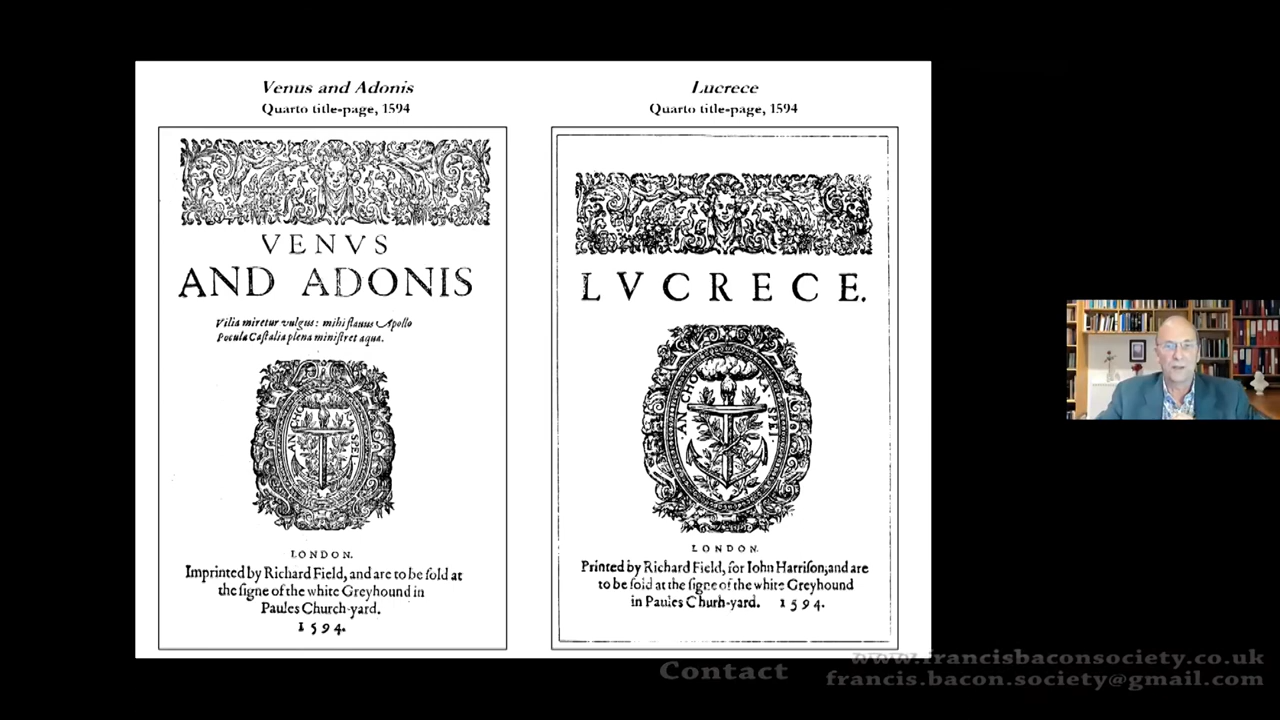 Venus and Adonis
Quarto title-page, 1594
VENVS
AND ADONIS
Vilia miretur vulgus: mihi flauus Apollo
Pocula Caſtalia plena miniſtret aqua.
LONDON.
Imprinted by Richard Field, and are to be ſold at
the ſigne of the white Greyhound in
Paules Church-yard.
1594.
Lucrece
Quarto title-page, 1594
LVCRECE.
ANCHORA SPEI.
LONDON.
Printed by Richard Field, for Iohn Harriſon, and are
to be ſold at the ſigne of the white Greyhound
in Paules Churh-yard. 1594.
Contact
www.francisbaconsociety.co.uk
francis.bacon.society@gmail.com